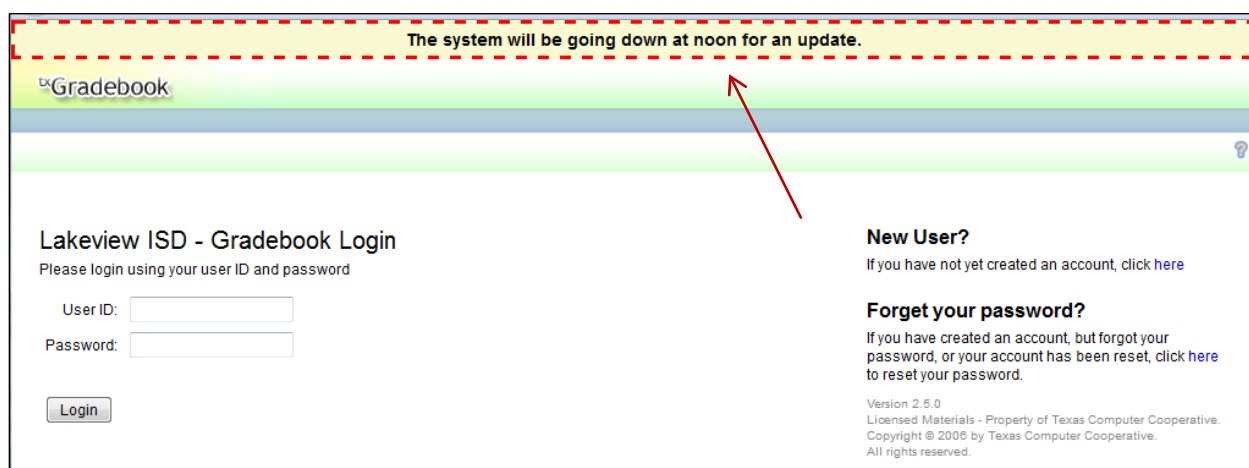 The system will be going down at noon for an update.
txGradebook
?
Lakeview ISD - Gradebook Login
Please login using your user ID and password
User ID:
Password:
Login
New User?
If you have not yet created an account, click here
Forget your password?
If you have created an account, but forgot your
password, or your account has been reset, click here
to reset your password.
Version 2.5.0
Licensed Materials - Property of Texas Computer Cooperative.
Copyright © 2006 by Texas Computer Cooperative.
All rights reserved.